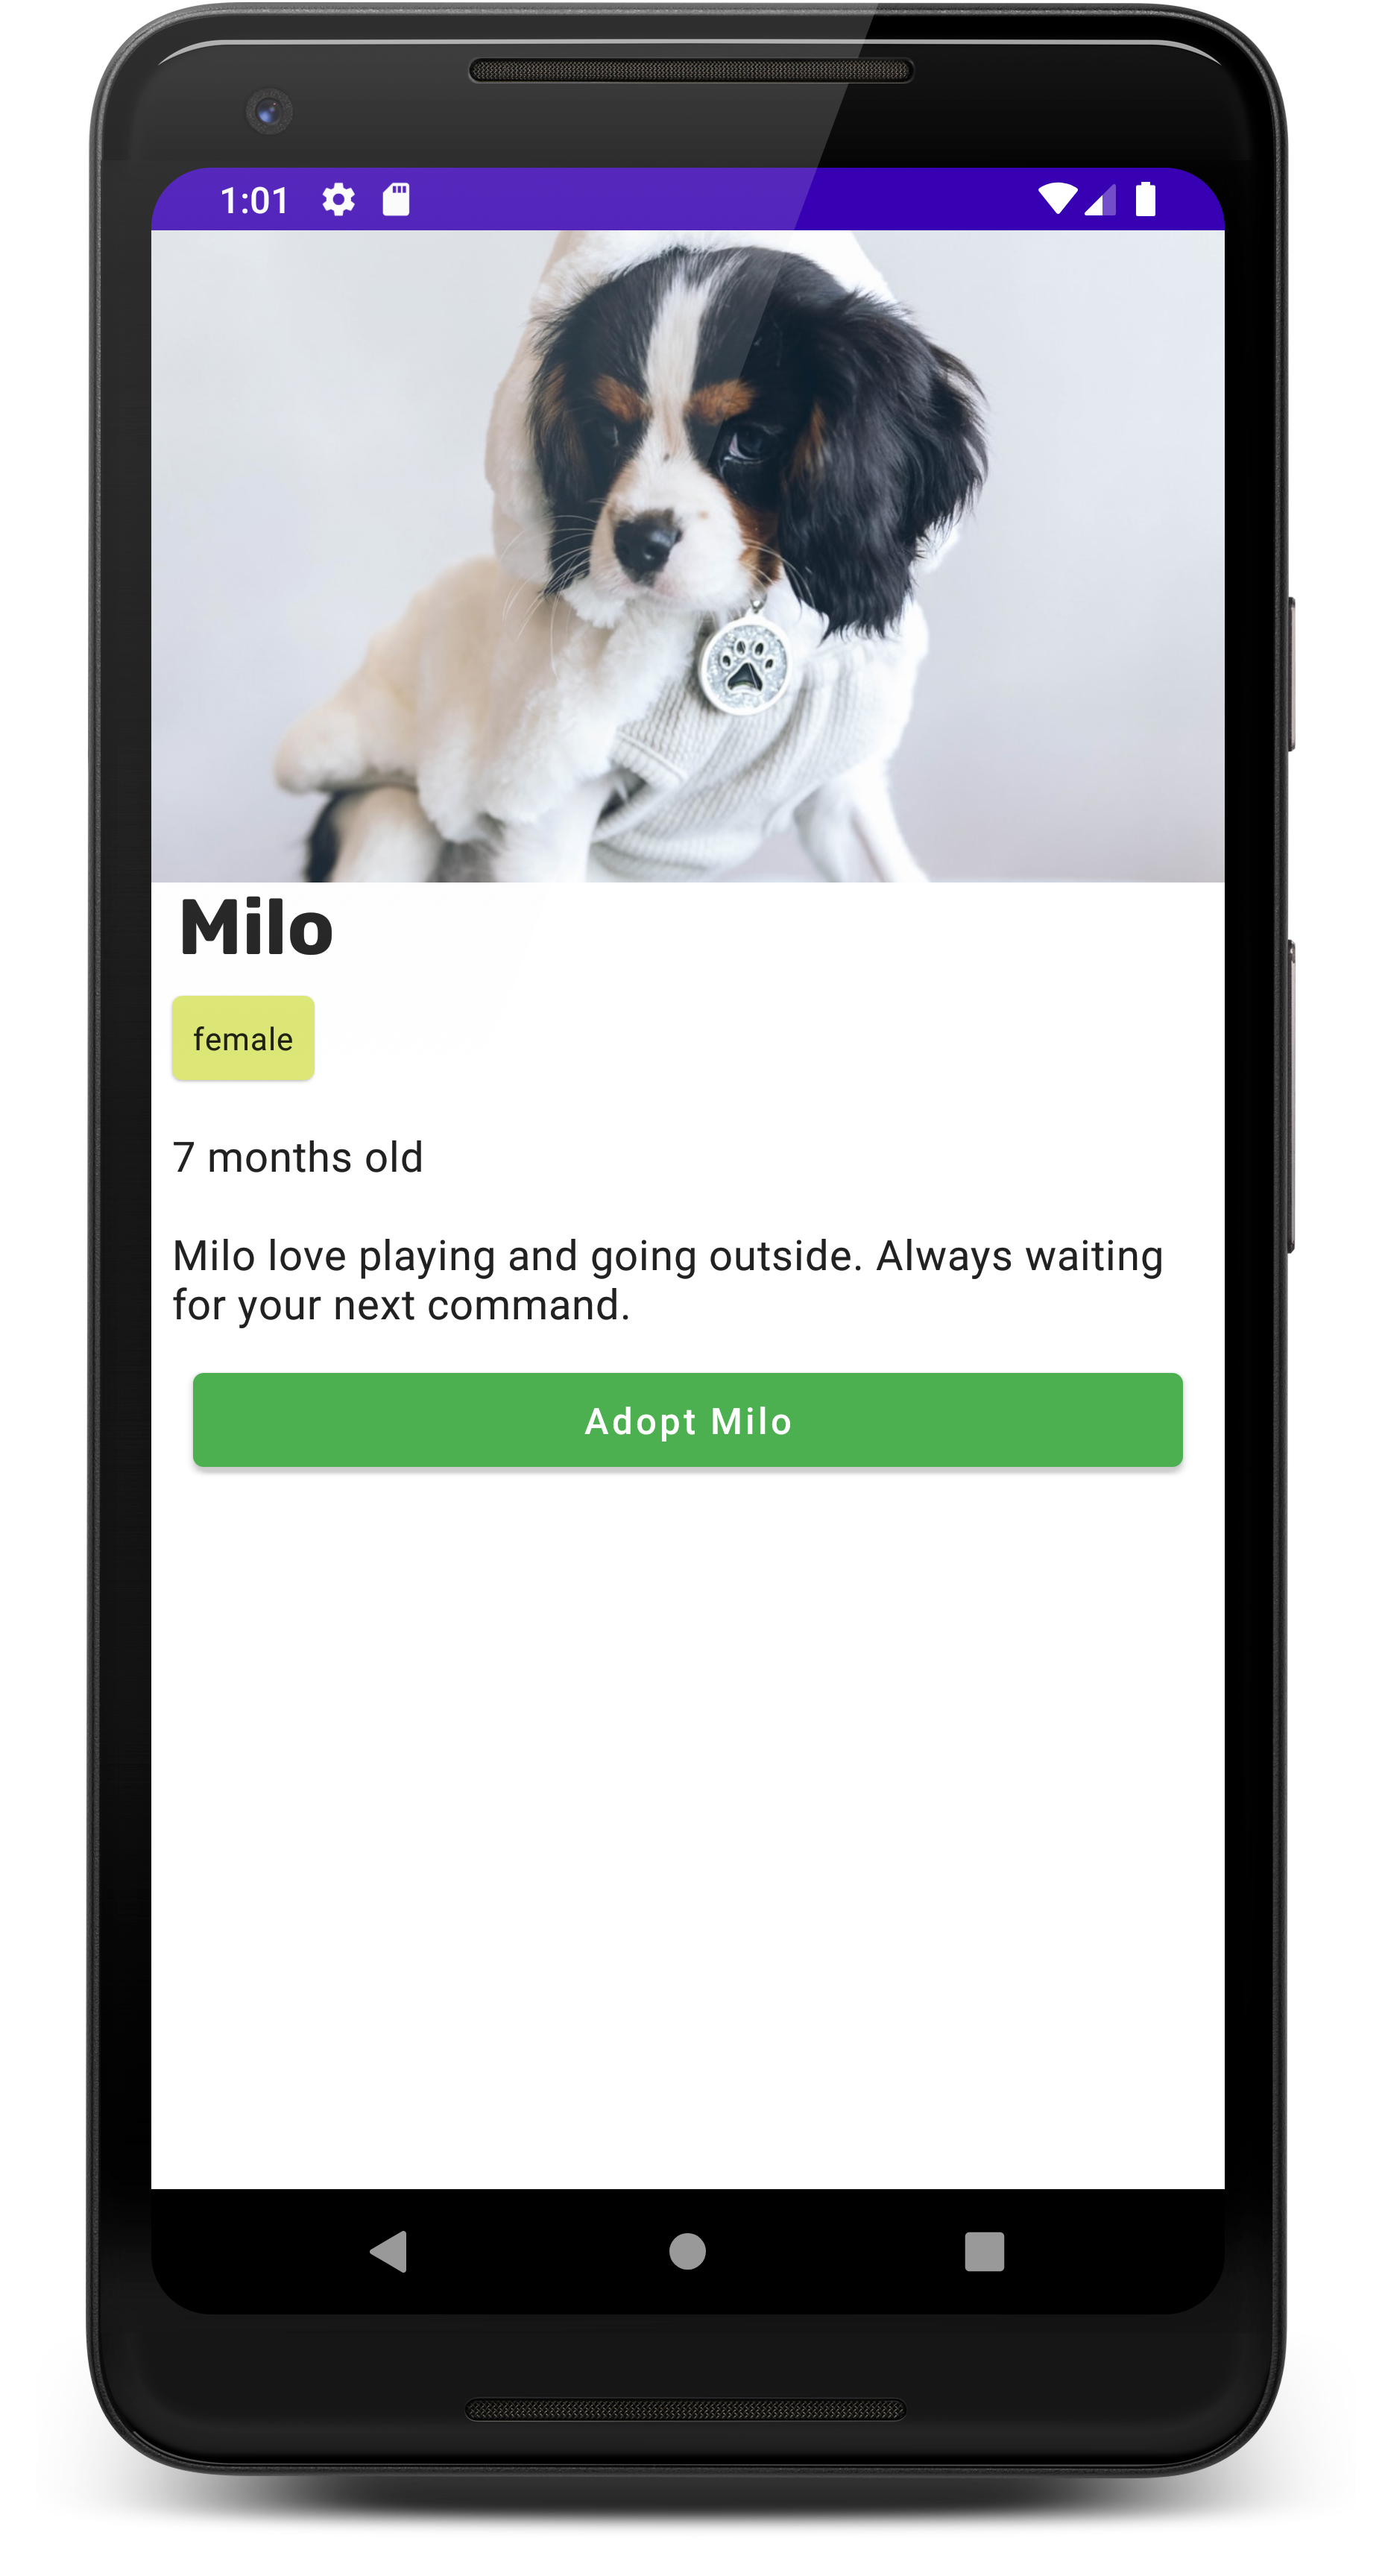 1:01
Milo
female
7 months old
Milo love playing and going outside. Always waiting
for your next command.
Adopt Milo